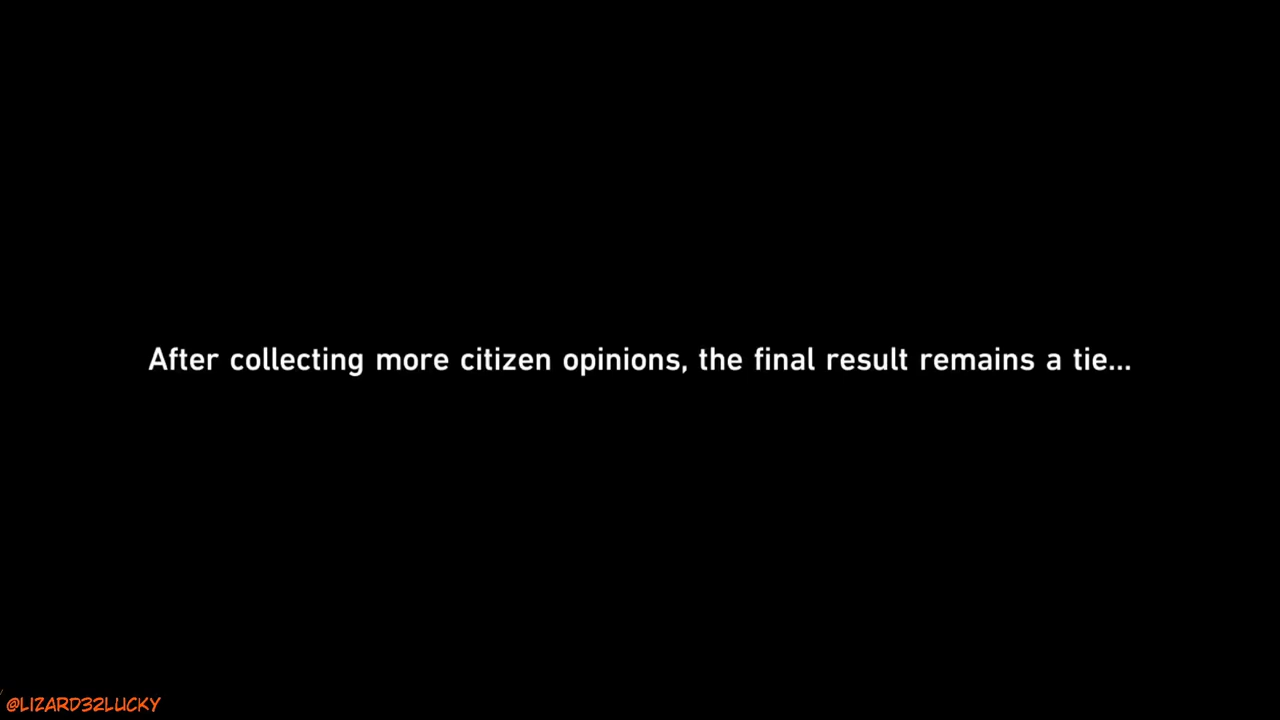 After collecting more citizen opinions, the final result remains a tie...
@LIZARD32LUCKY